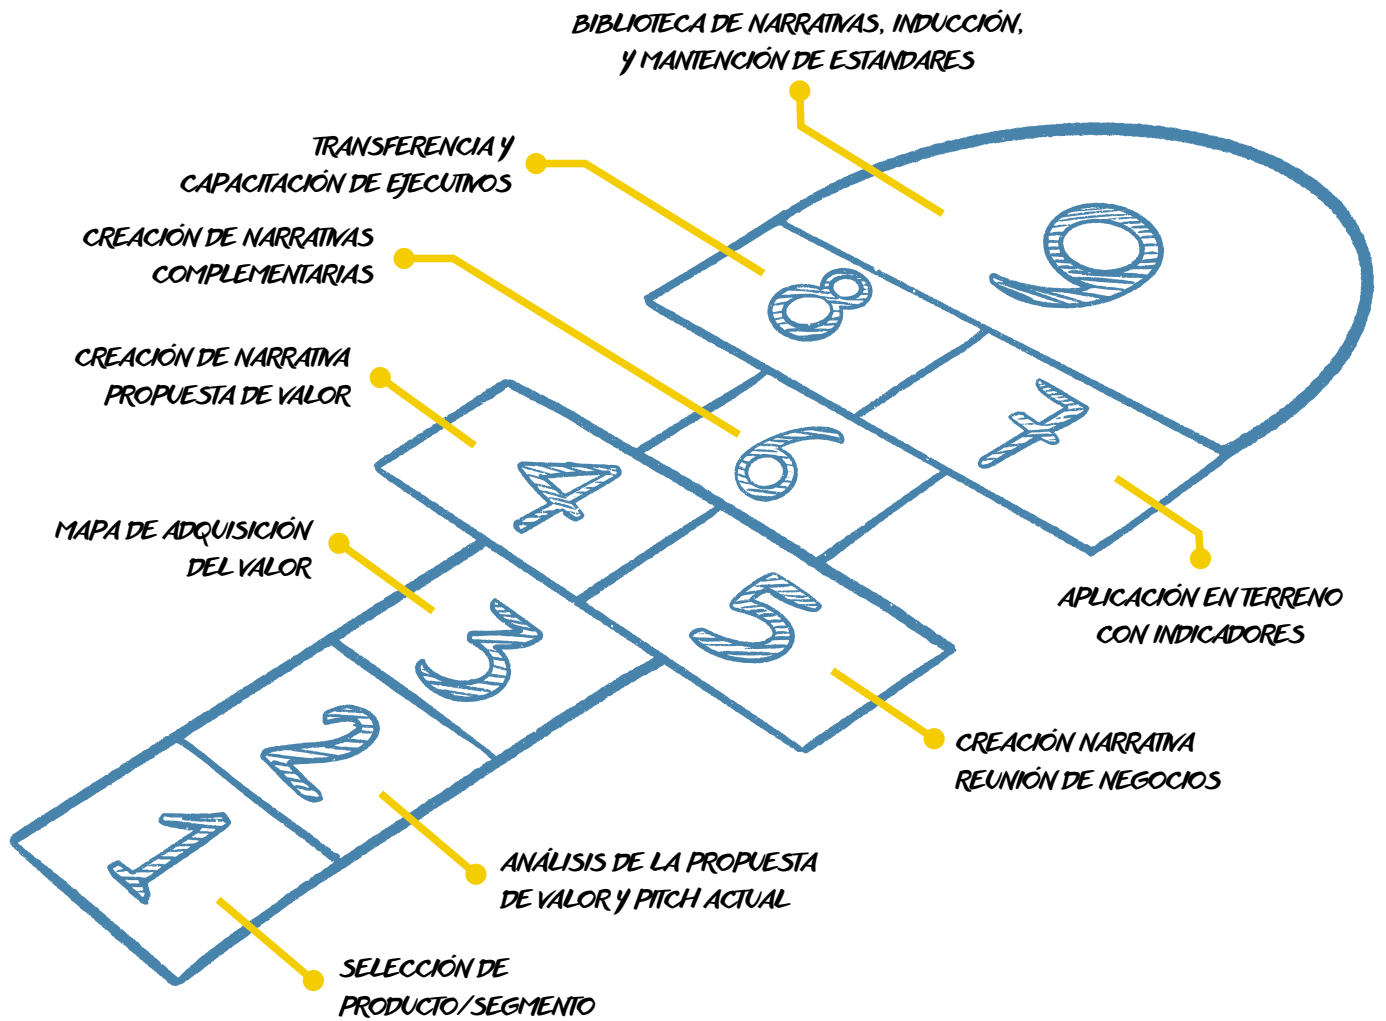 BIBLIOTECA DE NARRATIVAS, INDUCCIÓN,
Y MANTENCIÓN DE ESTANDARES
TRANSFERENCIA Y
CAPACITACIÓN DE EJECUTIVOS
CREACIÓN DE NARRATIVAS
COMPLEMENTARIAS
CREACIÓN DE NARRATIVA
PROPUESTA DE VALOR
MAPA DE ADQUISICIÓN
DEL VALOR
9
8
7
6
4
5
3
2
1
APLICACIÓN EN TERRENO
CON INDICADORES
CREACIÓN NARRATIVA
REUNIÓN DE NEGOCIOS
ANÁLISIS DE LA PROPUESTA
DE VALOR Y PITCH ACTUAL
SELECCIÓN DE
PRODUCTO/SEGMENTO